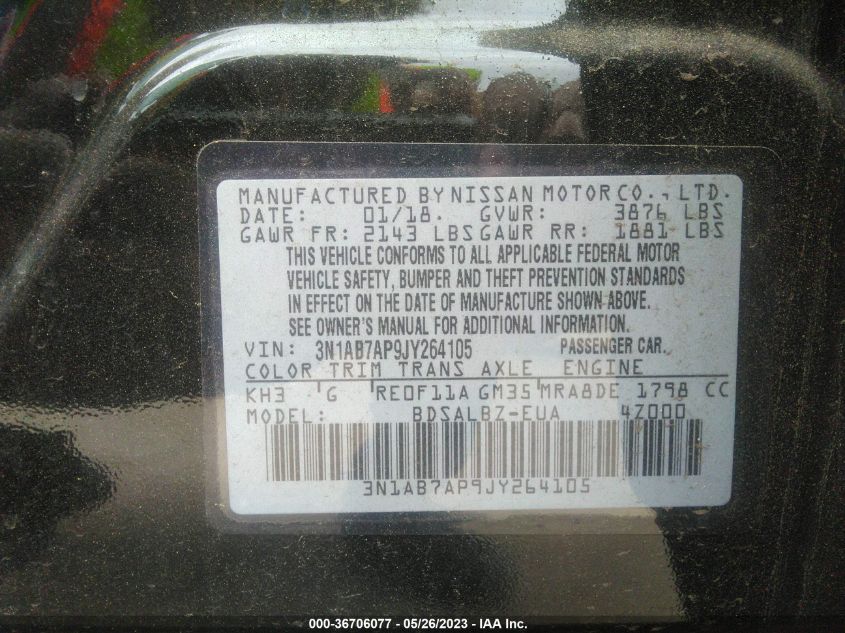 MANUFACTURED BY NISSAN MOTOR CO., LTD.
DATE: 01/18. GVWR: 3876 LBS
GAWR FR: 2143 LBS GAWR RR: 1881 LBS
THIS VEHICLE CONFORMS TO ALL APPLICABLE FEDERAL MOTOR
VEHICLE SAFETY, BUMPER AND THEFT PREVENTION STANDARDS
IN EFFECT ON THE DATE OF MANUFACTURE SHOWN ABOVE.
SEE OWNER'S MANUAL FOR ADDITIONAL INFORMATION.
VIN: 3N1AB7AP9JY264105 PASSENGER CAR.
COLOR TRIM TRANS AXLE ENGINE
KH3 G RE0F11A GM35 MRA8DE 1798 CC
MODEL: BDSALBZ-EUA 4Z000
3N1AB7AP9JY264105
000-36706077 - 05/26/2023 - IAA Inc.